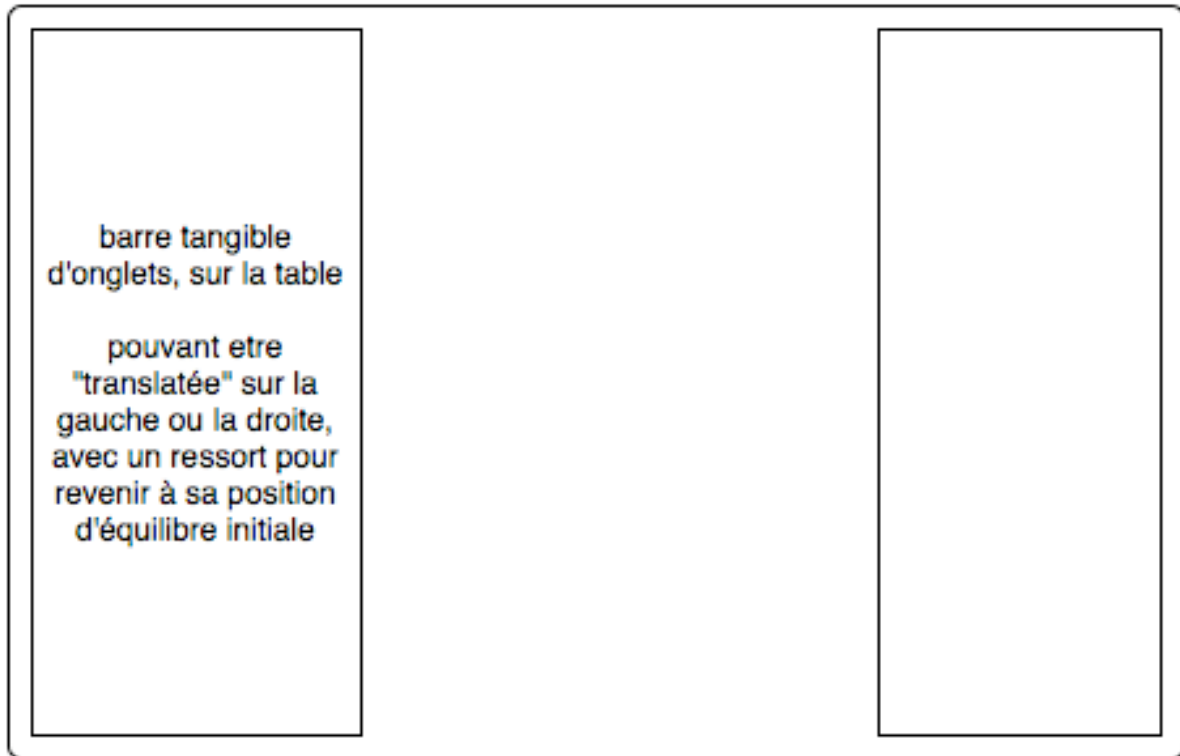 barre tangible
d'onglets, sur la table
pouvant etre
"translatée" sur la
gauche ou la droite,
avec un ressort pour
revenir à sa position
d'équilibre initiale